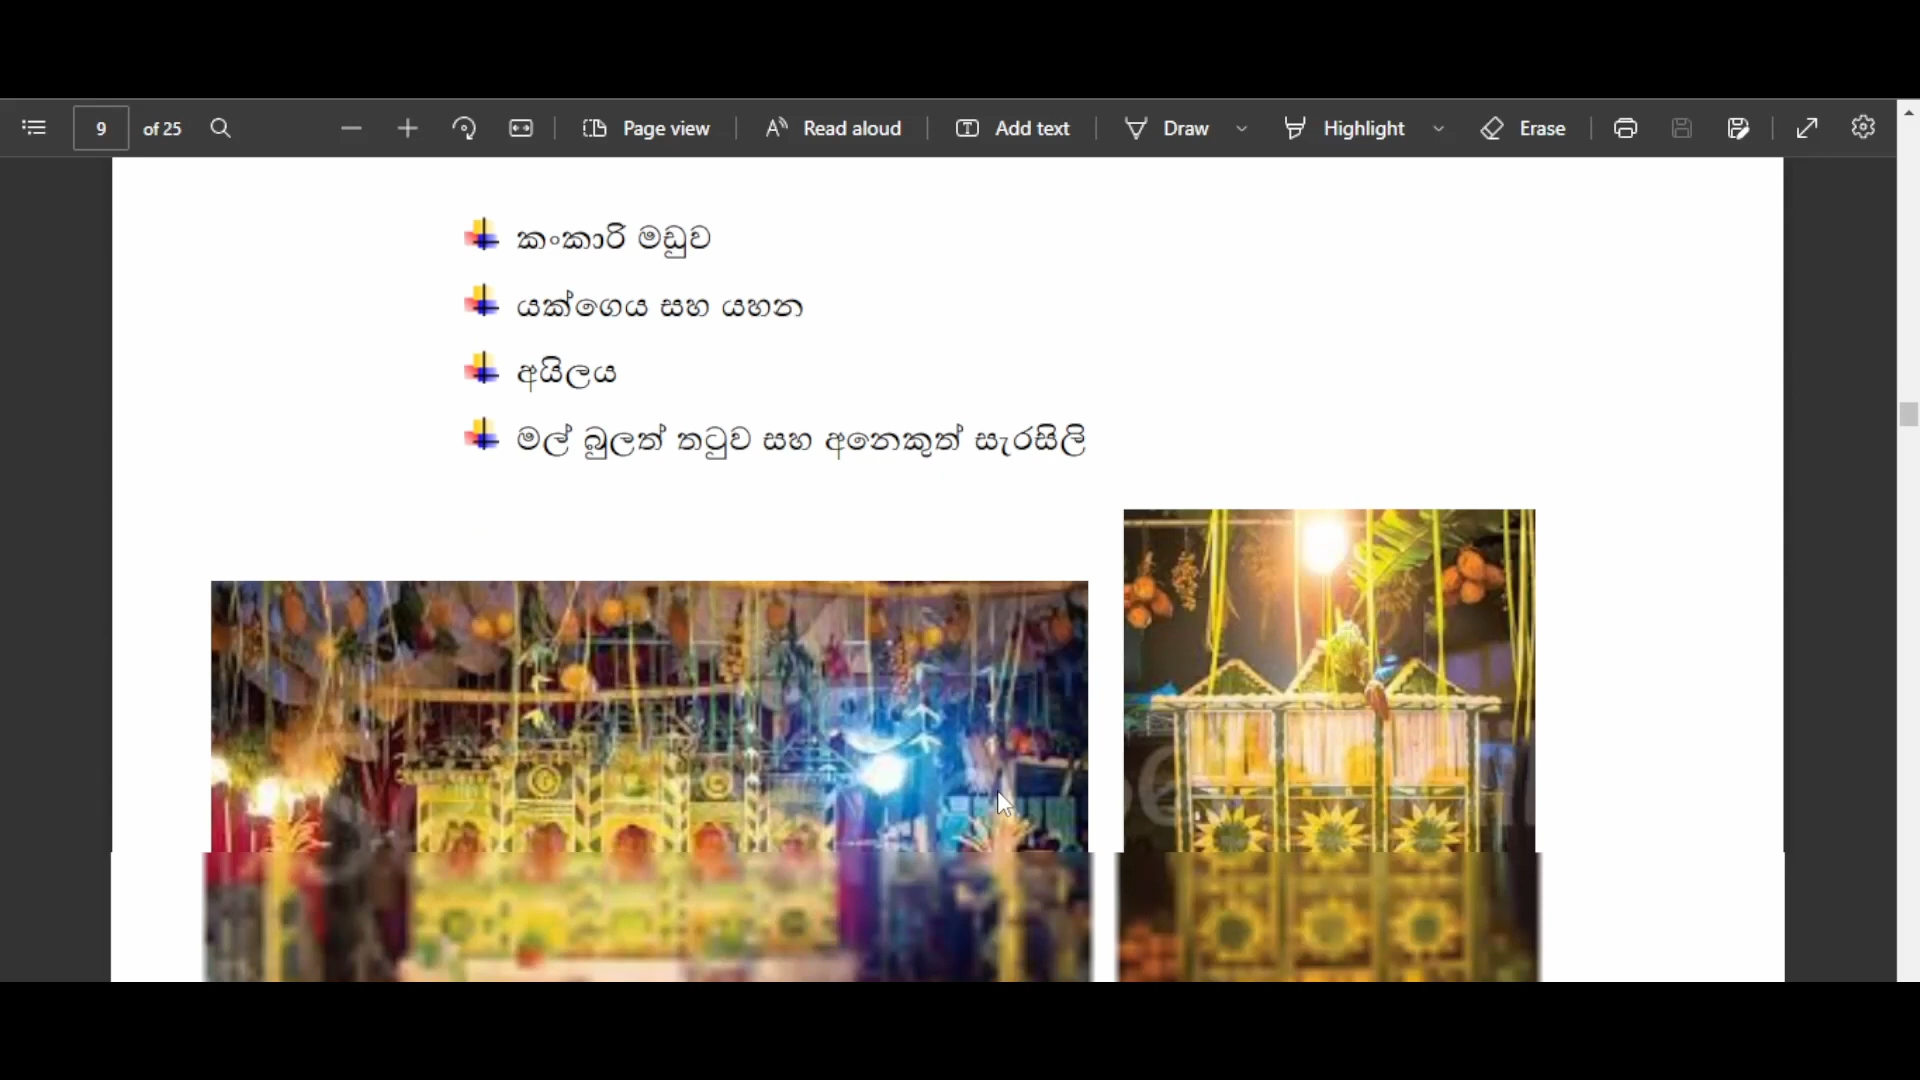 9 of 25 Page view Read aloud Add text Draw Highlight Erase
කංකාරි මඩුව
යක්ගෙය සහ යහන
අයිලය
මල් බුලත් තටුව සහ අනෙකුත් සැරසිලි